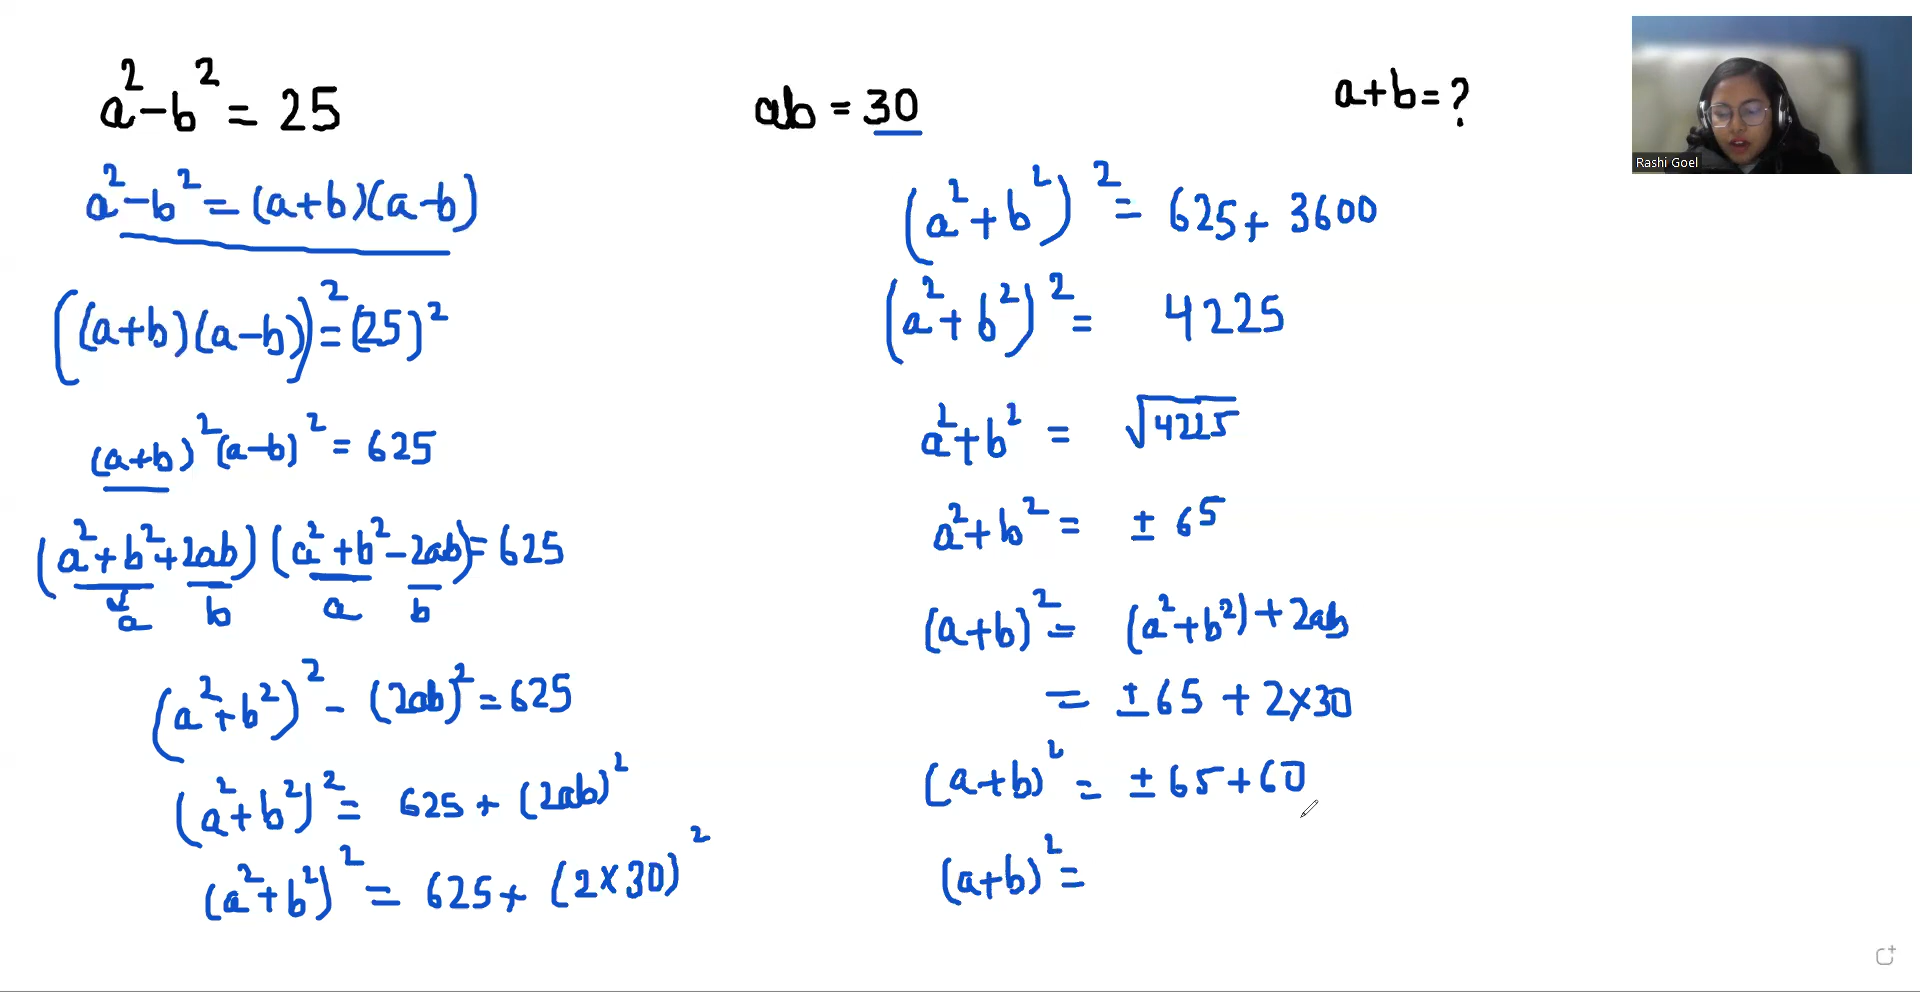 a²-b² = 25
ab = 30
a+b = ?
a²-b² = (a+b)(a-b)
((a+b)(a-b))² = (25)²
(a+b)²(a-b)² = 625
(a²+b²+2ab)(a²+b²-2ab) = 625
a b a b
(a²+b²)² - (2ab)² = 625
(a²+b²)² = 625 + (2ab)²
(a²+b²)² = 625 + (2×30)²
(a²+b²)² = 625 + 3600
(a²+b²)² = 4225
a²+b² = √4225
a²+b² = ± 65
(a+b)² = (a²+b²) + 2ab
= ±65 + 2×30
(a+b)² = ±65+60
(a+b)² =
Rashi Goel